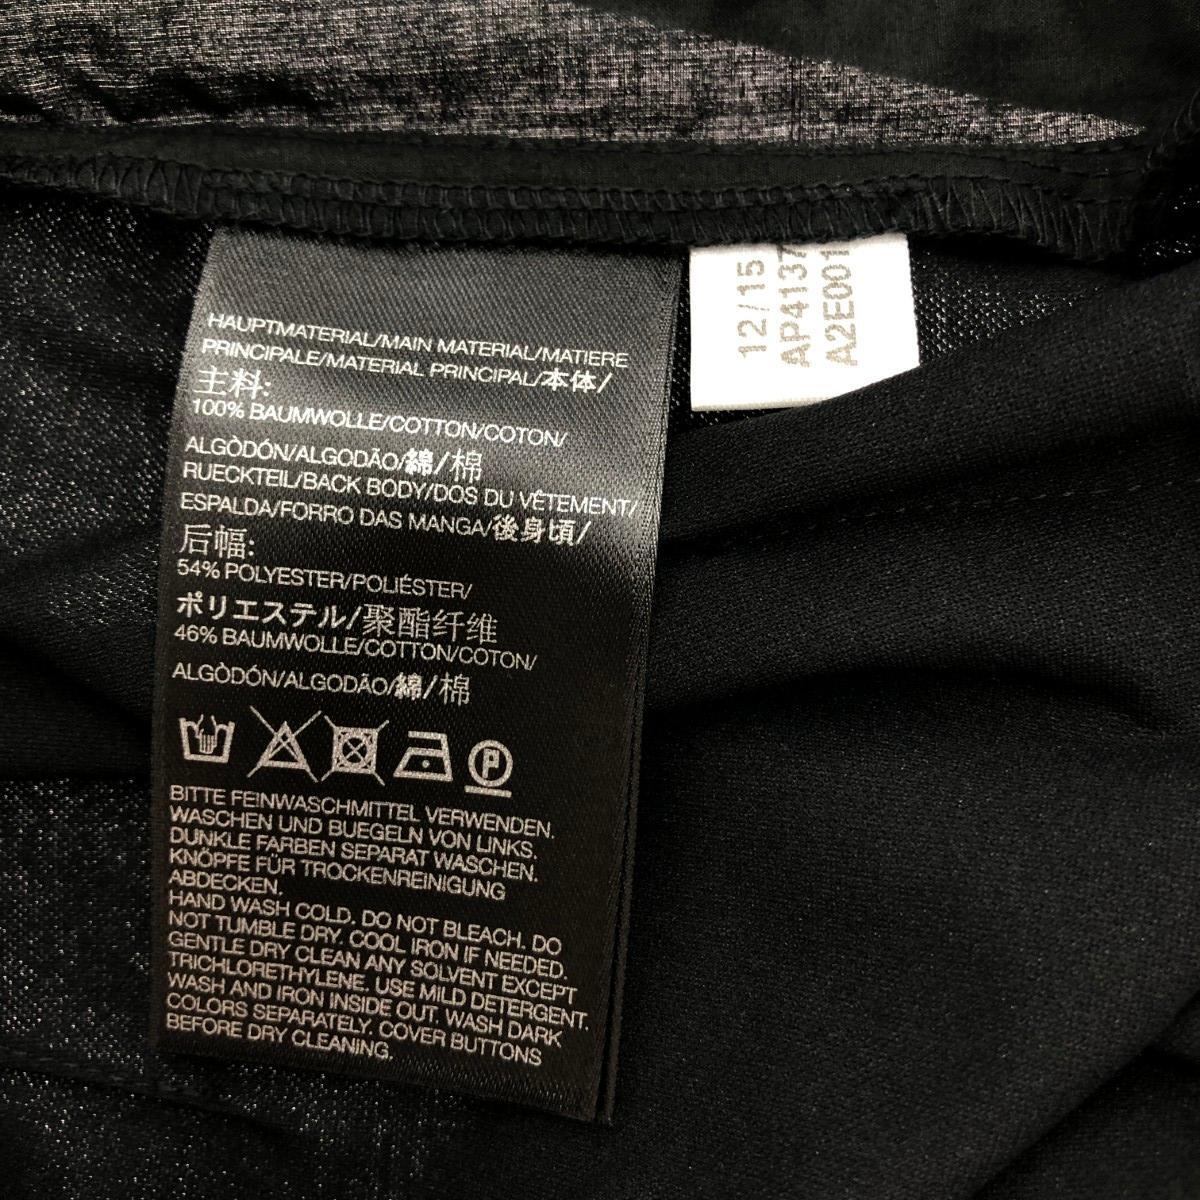 HAUPTMATERIAL/MAIN MATERIAL/MATIERE
PRINCIPALE/MATERIAL PRINCIPAL/本体/
主料:
100% BAUMWOLLE/COTTON/COTON/
ALGÒDÓN/ALGODÃO/綿/棉
RUECKTEIL/BACK BODY/DOS DU VÊTEMENT/
ESPALDA/FORRO DAS MANGA/後身頃/
后幅:
54% POLYESTER/POLIÉSTER/
ポリエステル/聚酯纤维
46% BAUMWOLLE/COTTON/COTON/
ALGÒDÓN/ALGODÃO/綿/棉
P
BITTE FEINWASCHMITTEL VERWENDEN.
WASCHEN UND BUEGELN VON LINKS.
DUNKLE FARBEN SEPARAT WASCHEN.
KNÖPFE FÜR TROCKENREINIGUNG
ABDECKEN.
HAND WASH COLD. DO NOT BLEACH. DO
NOT TUMBLE DRY. COOL IRON IF NEEDED.
GENTLE DRY CLEAN ANY SOLVENT EXCEPT
TRICHLORETHYLENE. USE MILD DETERGENT.
WASH AND IRON INSIDE OUT. WASH DARK
COLORS SEPARATELY. COVER BUTTONS
BEFORE DRY CLEANING.
12/15
AP4137
A2E001